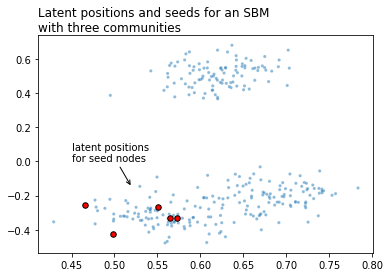 Latent positions and seeds for an SBM
with three communities
0.6
0.4
0.2
latent positions
for seed nodes
0.0
−0.2
−0.4
0.45 0.50 0.55 0.60 0.65 0.70 0.75 0.80